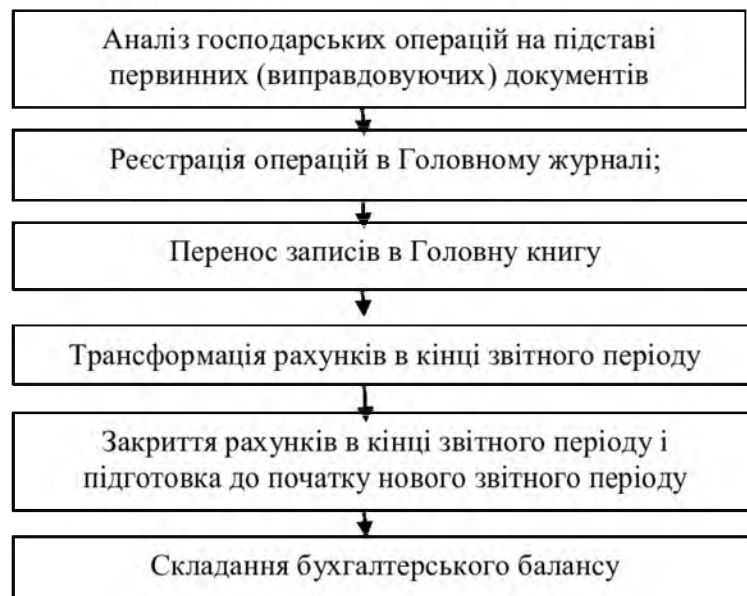 Аналіз господарських операцій на підставі
первинних (виправдовуючих) документів
Реєстрація операцій в Головному журналі;
Перенос записів в Головну книгу
Трансформація рахунків в кінці звітного періоду
Закриття рахунків в кінці звітного періоду і
підготовка до початку нового звітного періоду
Складання бухгалтерського балансу